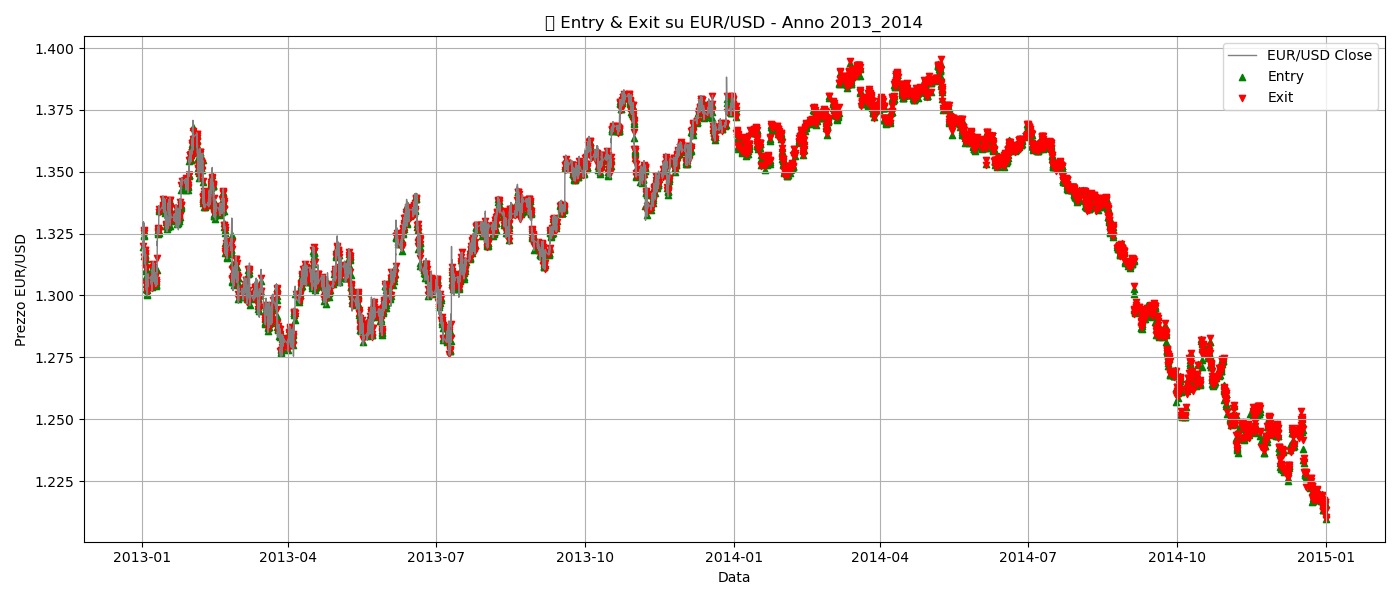 ▯ Entry & Exit su EUR/USD - Anno 2013_2014
EUR/USD Close
Entry
Exit
Prezzo EUR/USD
1.400
1.375
1.350
1.325
1.300
1.275
1.250
1.225
2013-01 2013-04 2013-07 2013-10 2014-01 2014-04 2014-07 2014-10 2015-01
Data